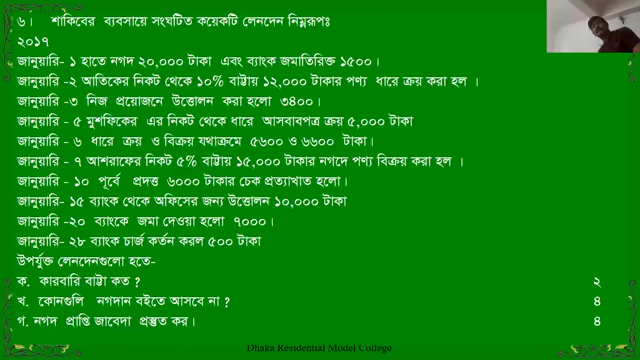 ৬। শাকিবের ব্যবসায়ে সংঘটিত কয়েকটি লেনদেন নিম্নরূপঃ
২০১৭
জানুয়ারি- ১ হাতে নগদ ২০,০০০ টাকা এবং ব্যাংক জমাতিরিক্ত ১৫০০।
জানুয়ারি -২ আতিকের নিকট থেকে ১০% বাট্টায় ১২,০০০ টাকার পণ্য ধারে ক্রয় করা হল ।
জানুয়ারি -৩ নিজ প্রয়োজনে উত্তোলন করা হলো ৩৪০০।
জানুয়ারি - ৫ মুশফিকের এর নিকট থেকে ধারে আসবাবপত্র ক্রয় ৫,০০০ টাকা
জানুয়ারি - ৬ ধারে ক্রয় ও বিক্রয় যথাক্রমে ৫৬০০ ও ৬৬০০ টাকা।
জানুয়ারি - ৭ আশরাফের নিকট ৫% বাট্টায় ১৫,০০০ টাকার নগদে পণ্য বিক্রয় করা হল ।
জানুয়ারি - ১০ পূর্বে প্রদত্ত ৬০০০ টাকার চেক প্রত্যাখাত হলো।
জানুয়ারি- ১৫ ব্যাংক থেকে অফিসের জন্য উত্তোলন ১০,০০০ টাকা
জানুয়ারি -২০ ব্যাংকে জমা দেওয়া হলো ৭০০০।
জানুয়ারি- ২৮ ব্যাংক চার্জ কর্তন করল ৫০০ টাকা
উপর্যুক্ত লেনদেনগুলো হতে-
ক. কারবারি বাট্টা কত ? ২
খ. কোনগুলি নগদান বইতে আসবে না ? ৪
গ. নগদ প্রাপ্তি জাবেদা প্রস্তুত কর। ৪
Dhaka Residential Model College